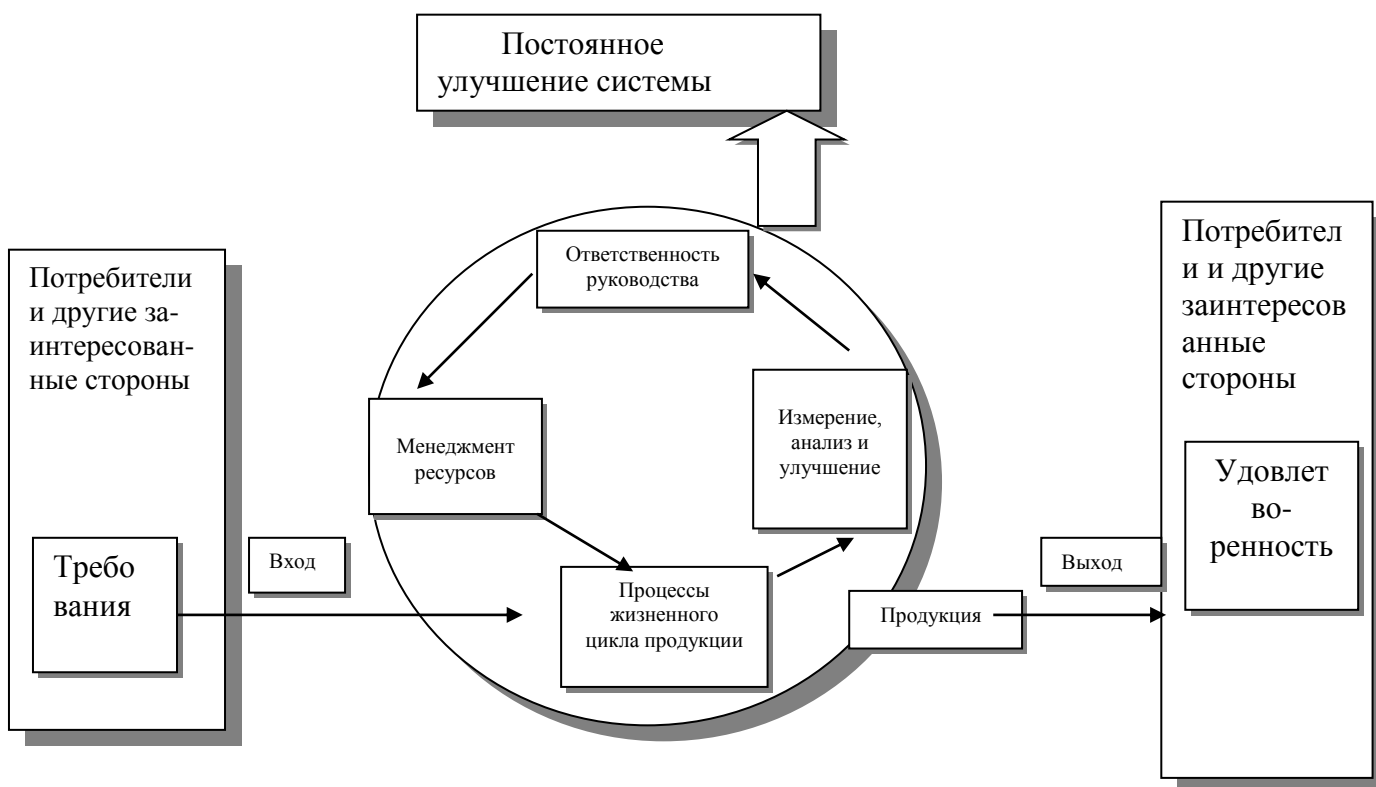 Постоянное
улучшение системы
Потребители
и другие за-
интересован-
ные стороны
Требо
вания
Вход
Ответственность
руководства
Менеджмент
ресурсов
Измерение,
анализ и
улучшение
Процессы
жизненного
цикла продукции
Продукция
Выход
Потребител
и и другие
заинтересов
анные
стороны
Удовлет
во-
ренность